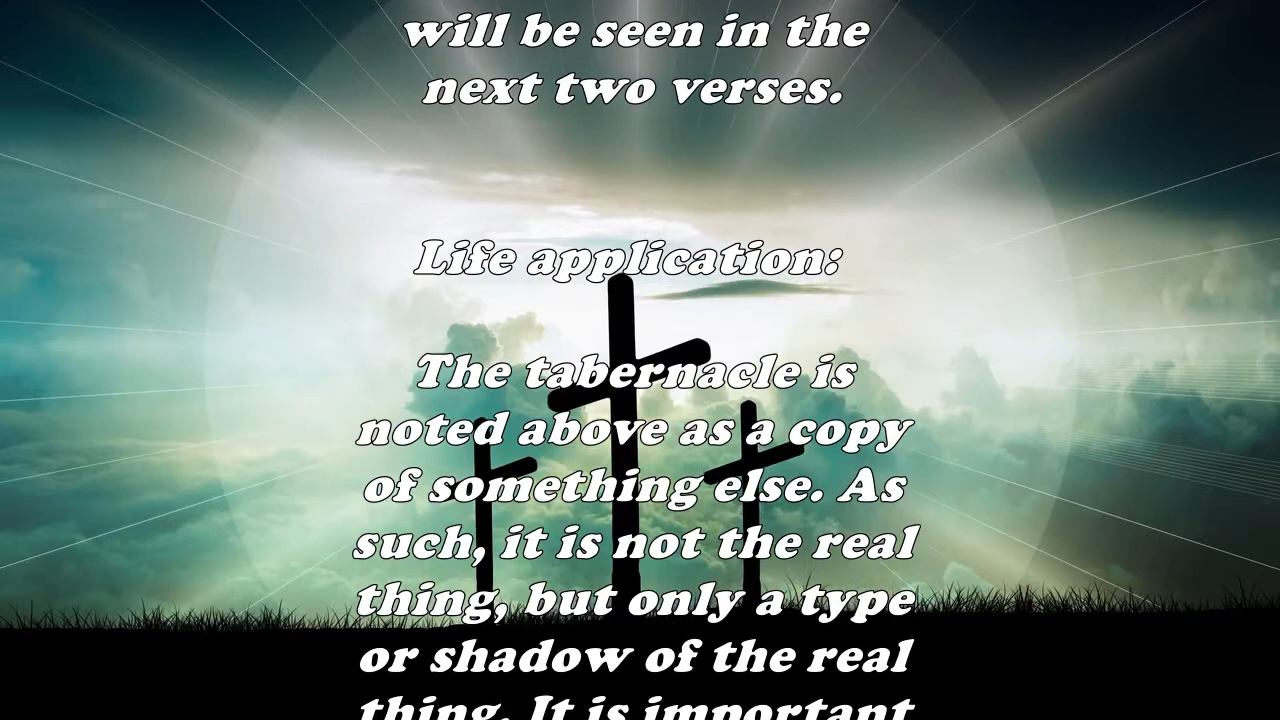 will be seen in the
next two verses.
Life application:
The tabernacle is
noted above as a copy
of something else. As
such, it is not the real
thing, but only a type
or shadow of the real
thing. It is important